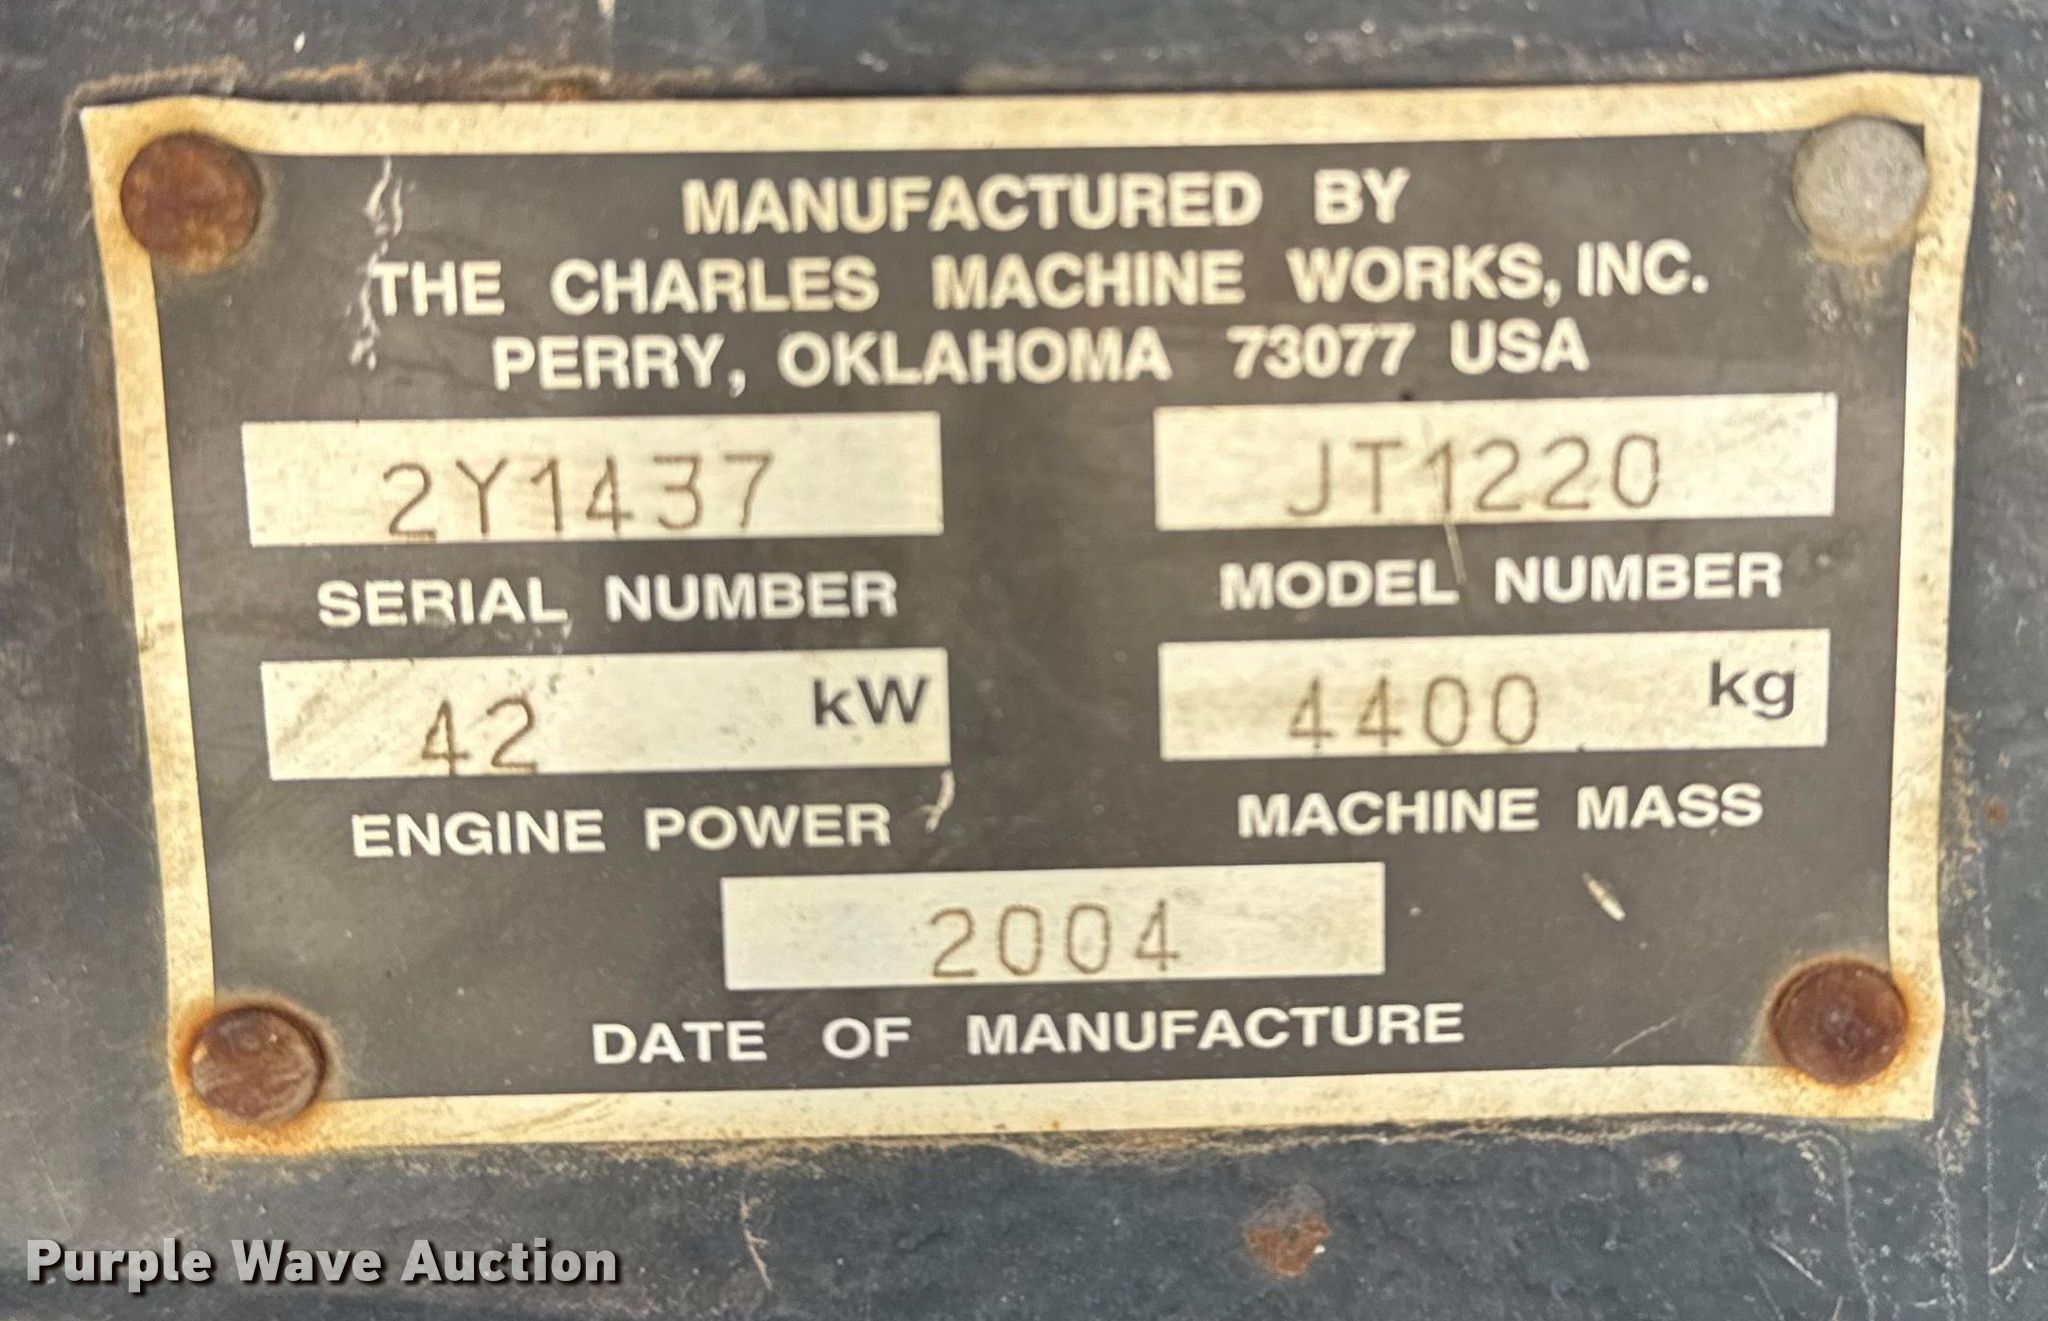 MANUFACTURED BY
THE CHARLES MACHINE WORKS, INC.
PERRY, OKLAHOMA 73077 USA
2Y1437 JT1220
SERIAL NUMBER MODEL NUMBER
42 kW 4400 kg
ENGINE POWER MACHINE MASS
2004
DATE OF MANUFACTURE
Purple Wave Auction